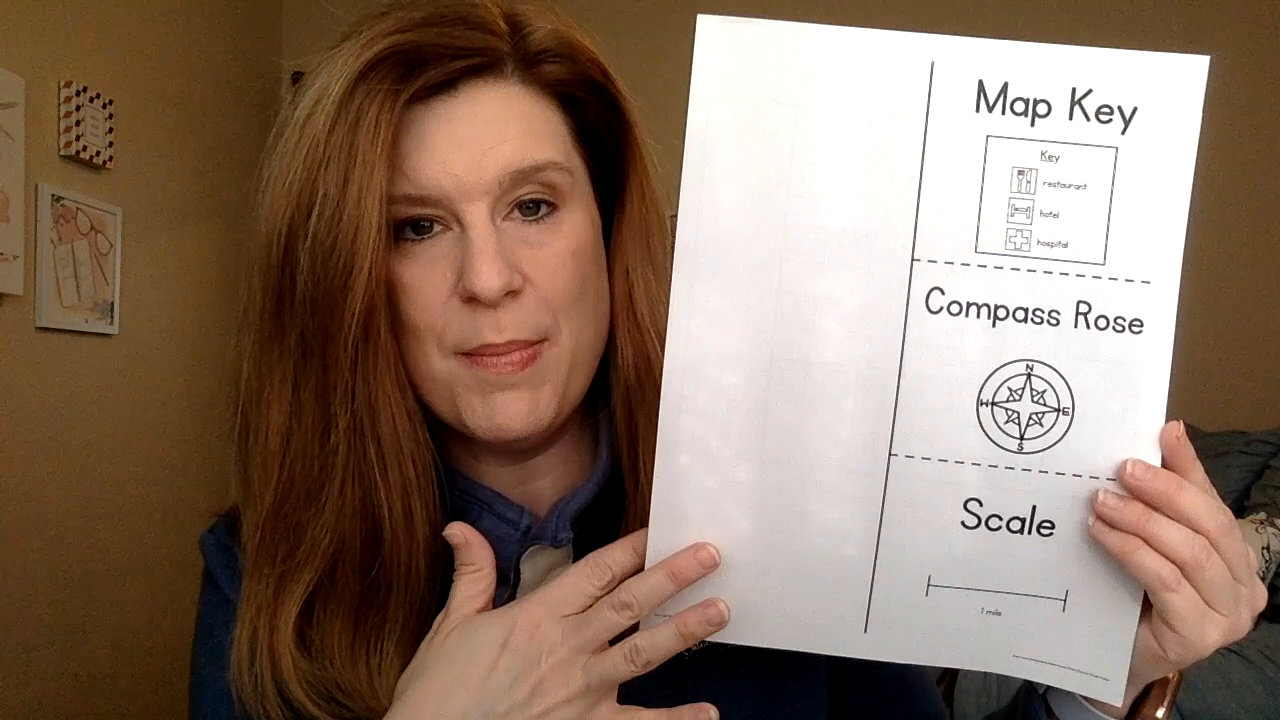 Map Key
Key
restaurant
hotel
hospital
Compass Rose
N
W E
S
Scale
1 mile